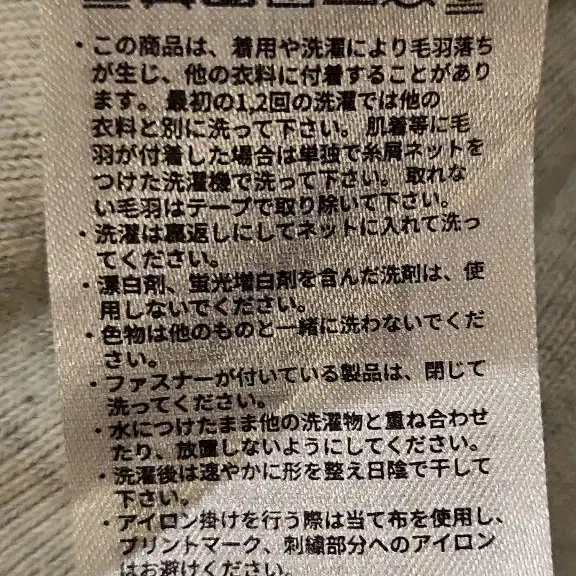 ・この商品は、着用や洗濯により毛羽落ち
が生じ、他の衣料に付着することがあり
ます。最初の1,2回の洗濯では他の
衣料と別に洗って下さい。肌着等に毛
羽が付着した場合は単独で糸屑ネットを
つけた洗濯機で洗って下さい。取れな
い毛羽はテープで取り除いて下さい。
・洗濯は裏返しにしてネットに入れて洗っ
てください。
・漂白剤、蛍光増白剤を含んだ洗剤は、使
用しないでください。
・色物は他のものと一緒に洗わないでくだ
さい。
・ファスナーが付いている製品は、閉じて
洗ってください。
・水につけたまま他の洗濯物と重ね合わせ
たり、放置しないようにしてください。
・洗濯後は速やかに形を整え日陰で干して
下さい。
・アイロン掛けを行う際は当て布を使用し、
プリントマーク、刺繍部分へのアイロン
はお避けください。